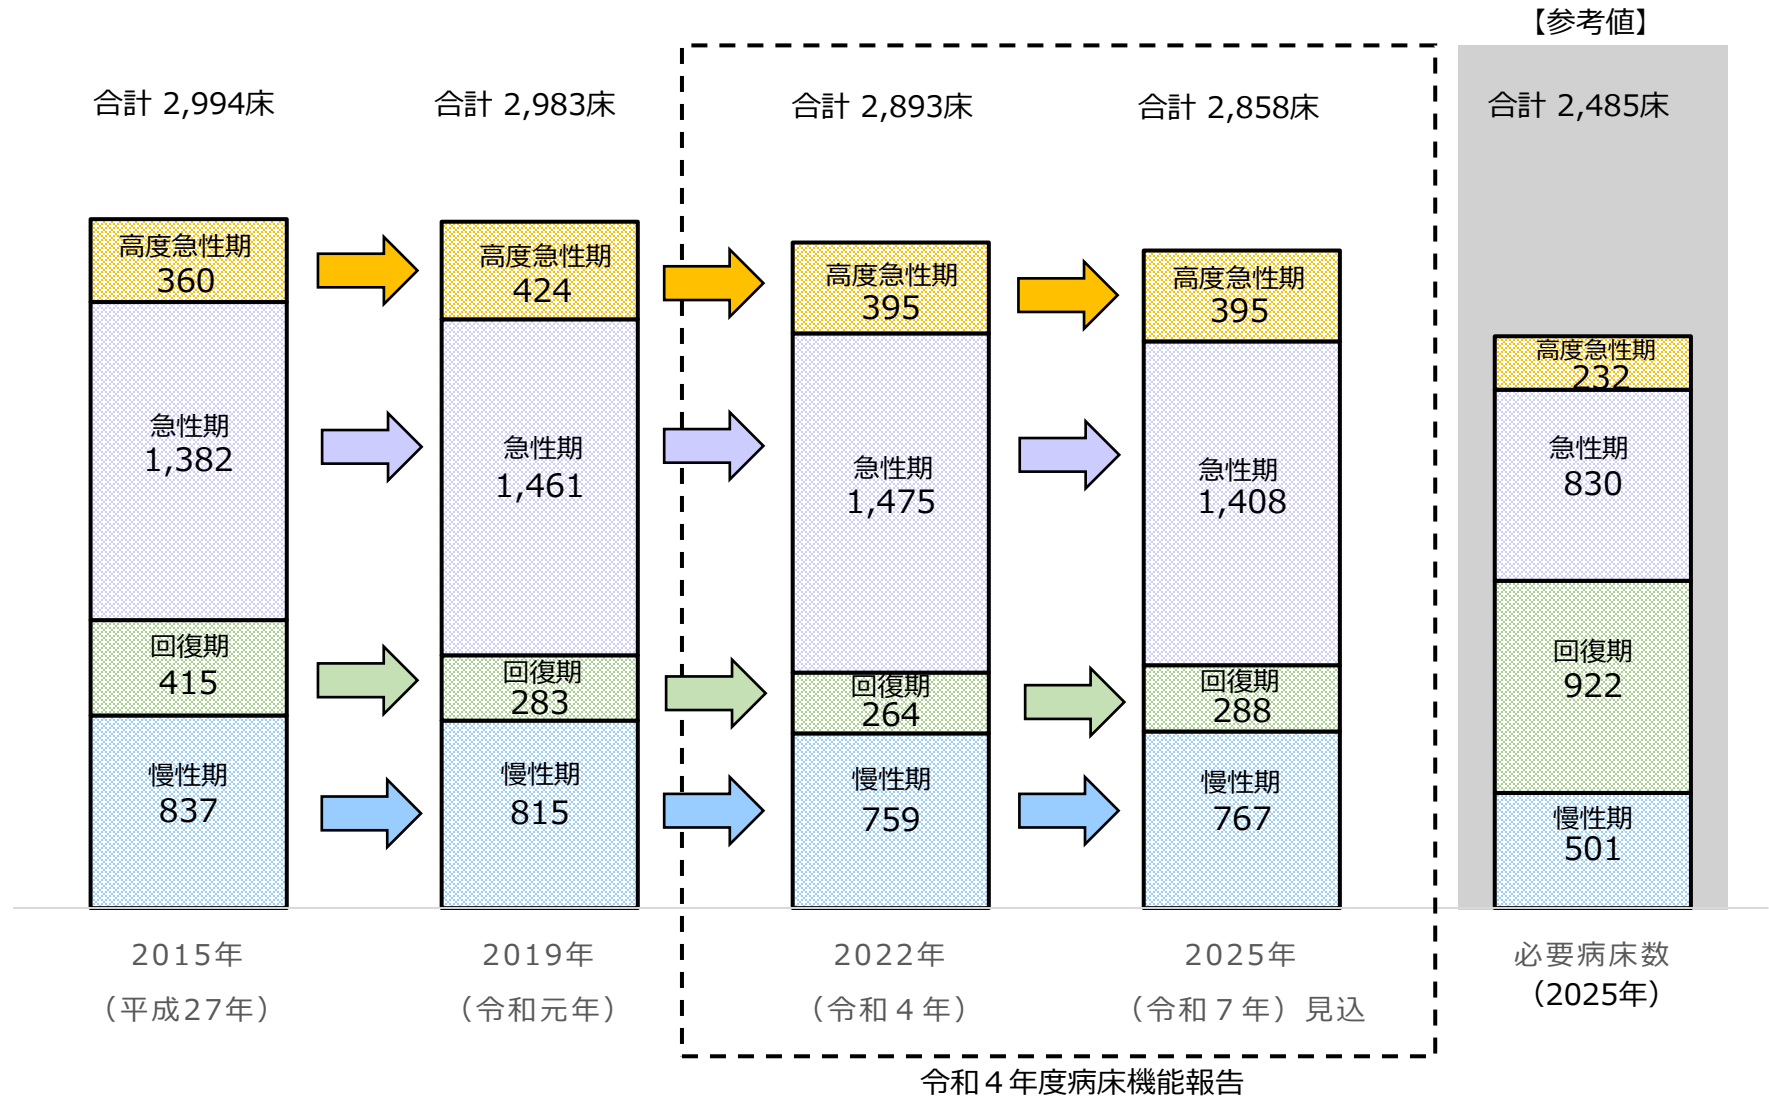 【参考値】
合計 2,994床
合計 2,983床
合計 2,893床
合計 2,858床
合計 2,485床
高度急性期
360
急性期
1,382
回復期
415
慢性期
837
高度急性期
424
急性期
1,461
回復期
283
慢性期
815
高度急性期
395
急性期
1,475
回復期
264
慢性期
759
高度急性期
395
急性期
1,408
回復期
288
慢性期
767
高度急性期
232
急性期
830
回復期
922
慢性期
501
2015年
（平成27年）
2019年
（令和元年）
2022年
（令和４年）
2025年
（令和７年）見込
必要病床数
（2025年）
令和４年度病床機能報告